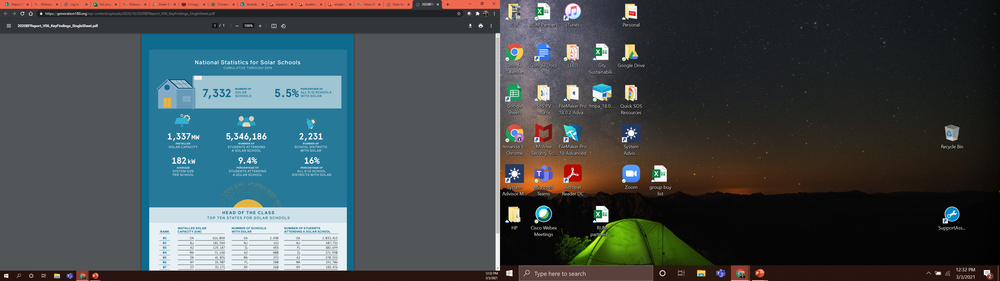 https://th
Midwest
Log in
full proje
Midwest
Green Bu
Chicago,
Climate
Awards,
expande
student
student
Inbox (9
Solar for
2020BFR
https://generation180.org/wp-content/uploads/2020/10/2020BFReport_V06_KeyFindings_SingleSheet.pdf
2020BFReport_V06_KeyFindings_SingleSheet.pdf
1 / 1
100%
National Statistics for Solar Schools
CUMULATIVE THROUGH 2019
7,332
NUMBER OF
SOLAR
SCHOOLS
5.5%
PERCENTAGE OF
ALL K-12 SCHOOLS
WITH SOLAR
1,337 MW
INSTALLED
SOLAR CAPACITY
5,346,186
NUMBER OF
STUDENTS ATTENDING
A SOLAR SCHOOL
2,231
NUMBER OF
SCHOOL DISTRICTS
WITH SOLAR
182 kW
AVERAGE
SYSTEM SIZE
PER SCHOOL
9.4%
PERCENTAGE OF
STUDENTS ATTENDING
A SOLAR SCHOOL
16%
PERCENTAGE OF
ALL K-12 SCHOOL
DISTRICTS WITH SOLAR
HEAD OF THE CLASS
TOP TEN STATES FOR SOLAR SCHOOLS
RANK
INSTALLED SOLAR
CAPACITY (kW)
NUMBER OF SCHOOLS
WITH SOLAR
NUMBER OF STUDENTS
ATTENDING A SOLAR SCHOOL
01 CA 616,058 CA 2,430 CA 2,033,413
02 NJ 181,944 NJ 621 NJ 407,751
03 AZ 125,187 IL 455 FL 302,699
04 MA 71,148 AZ 400 IL 271,990
05 IN 41,076 MA 292 AZ 270,233
06 NY 35,907 FL 280 MA 192,706
07 CT 32,171 NY 260 NY 185,476
12:32 PM
3/3/2021
CSF
RUM Partners
iTunes
PDF
Personal
Google
Calendar
Google Docs
LEED
City
Sustainabili...
Google Drive
Google
Sheets
SoS PV
course
FileMaker Pro
18.0.2 Adva...
fmpa_18.0....
Quick SOS
Resources
Amanda S -
Chrome
McAfee
Security Sc...
FileMaker Pro
18 Advanced
System
Advis...
Recycle Bin
System
Advisor M...
Microsoft
Teams
Acrobat
Reader DC
Zoom
group buy
list
HP
Cisco Webex
Meetings
RUM
partners _...
SupportAss...
Type here to search
12:32 PM
3/3/2021
2